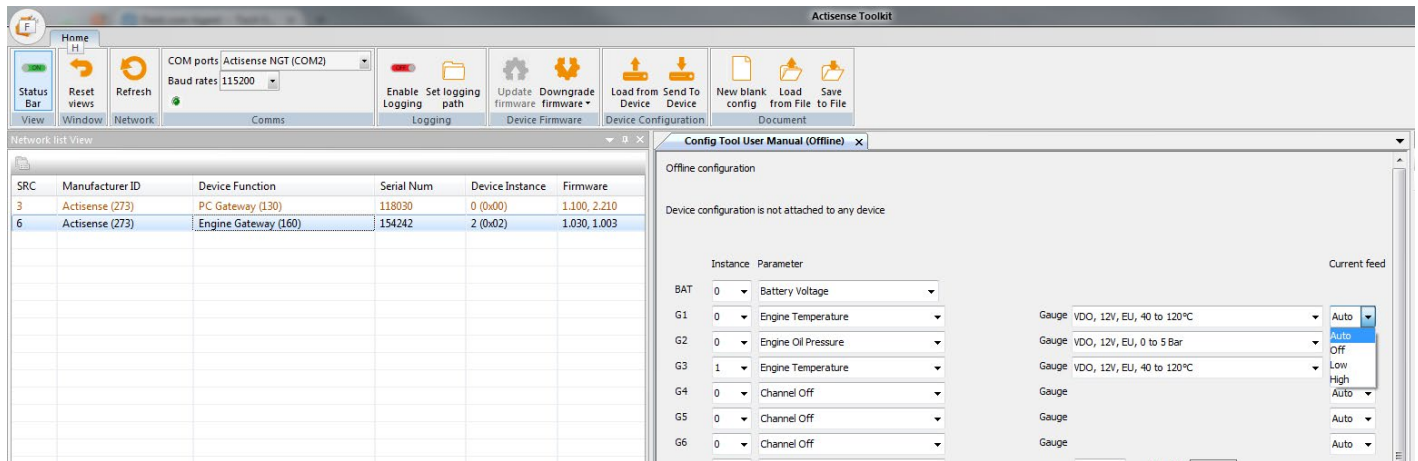 Actisense Toolkit
F
Home
H
ON
Status Bar
Reset views
Refresh
COM ports Actisense NGT (COM2)
Baud rates 115200
OFF
Enable Logging
Set logging path
Update firmware
Downgrade firmware
Load from Device
Send To Device
New blank config
Load from File
Save to File
View
Window
Network
Comms
Logging
Device Firmware
Device Configuration
Document
Network list View
SRC Manufacturer ID Device Function Serial Num Device Instance Firmware
3 Actisense (273) PC Gateway (130) 118030 0 (0x00) 1.100, 2.210
6 Actisense (273) Engine Gateway (160) 154242 2 (0x02) 1.030, 1.003
Config Tool User Manual (Offline) x
Offline configuration
Device configuration is not attached to any device
Instance Parameter Current feed
BAT 0 Battery Voltage
G1 0 Engine Temperature Gauge VDO, 12V, EU, 40 to 120°C Auto
G2 0 Engine Oil Pressure Gauge VDO, 12V, EU, 0 to 5 Bar
G3 1 Engine Temperature Gauge VDO, 12V, EU, 40 to 120°C
Auto
Off
Low
High
G4 0 Channel Off Gauge Auto
G5 0 Channel Off Gauge Auto
G6 0 Channel Off Gauge Auto